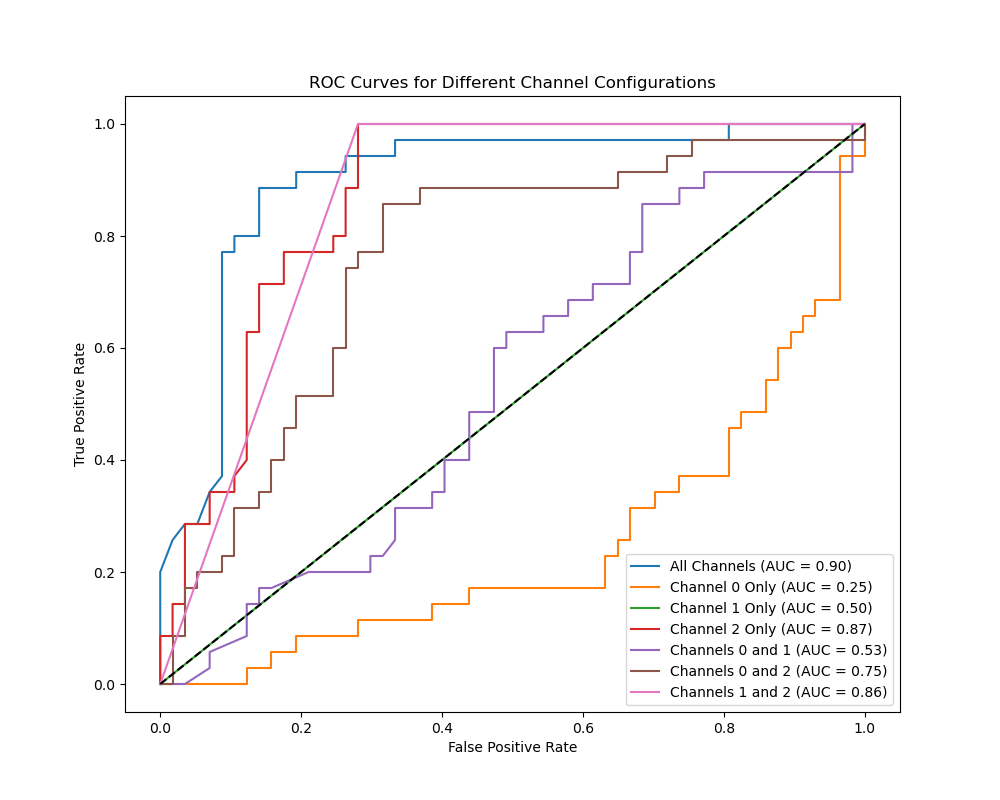 ROC Curves for Different Channel Configurations
True Positive Rate
1.0
0.8
0.6
0.4
0.2
0.0
All Channels (AUC = 0.90)
Channel 0 Only (AUC = 0.25)
Channel 1 Only (AUC = 0.50)
Channel 2 Only (AUC = 0.87)
Channels 0 and 1 (AUC = 0.53)
Channels 0 and 2 (AUC = 0.75)
Channels 1 and 2 (AUC = 0.86)
0.0 0.2 0.4 0.6 0.8 1.0
False Positive Rate